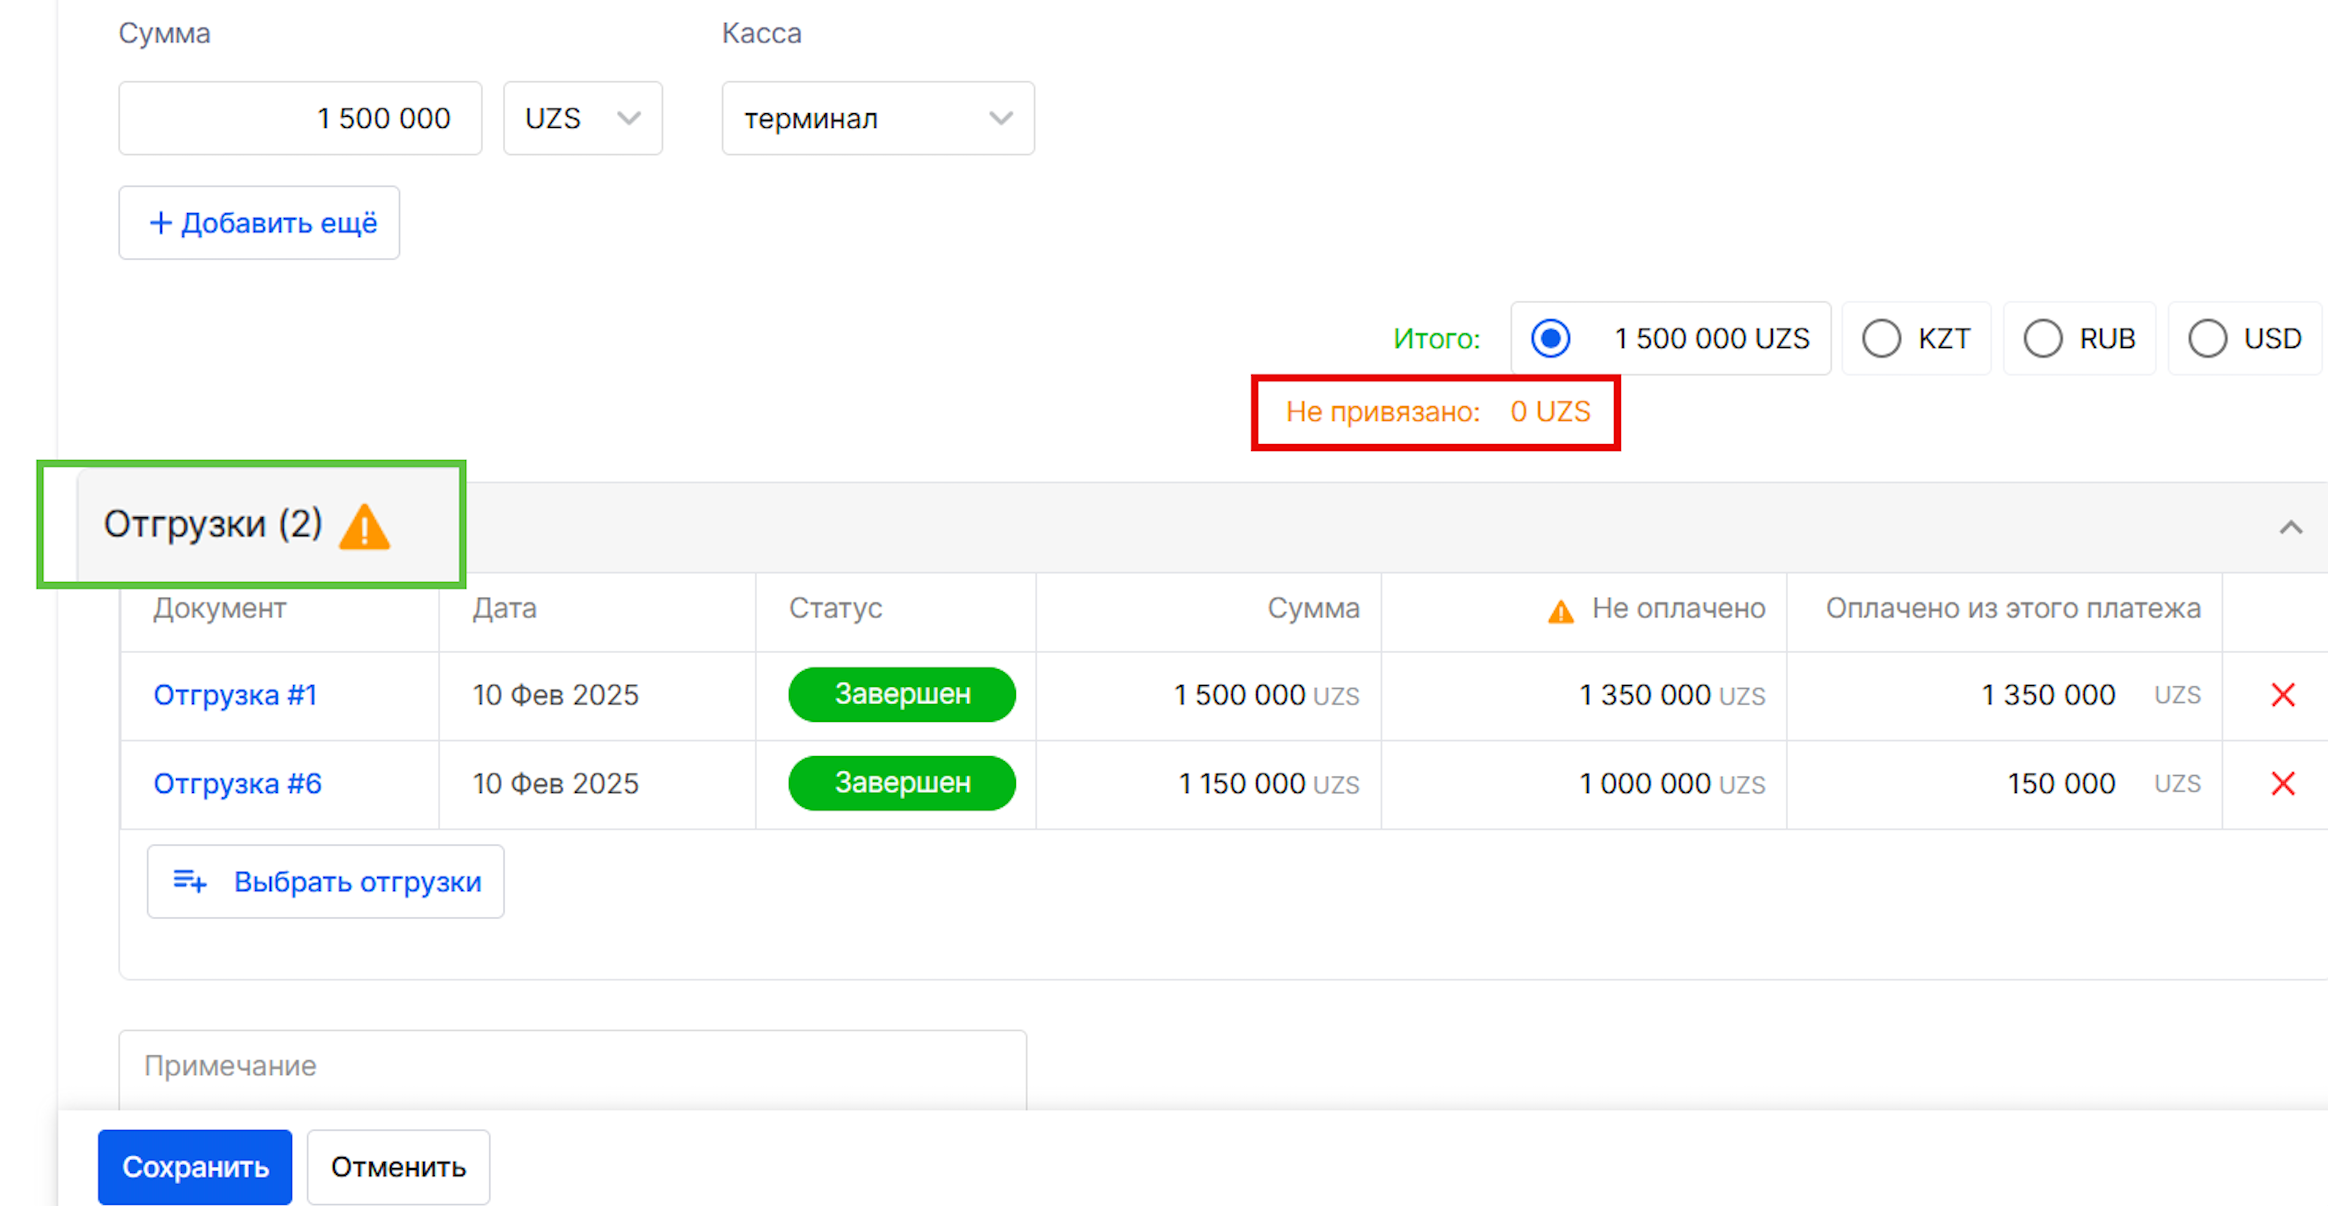 Сумма Касса
1 500 000 UZS терминал
+ Добавить ещё
Итого: 1 500 000 UZS KZT RUB USD
Не привязано: 0 UZS
Отгрузки (2)
Документ Дата Статус Сумма Не оплачено Оплачено из этого платежа
Отгрузка #1 10 Фев 2025 Завершен 1 500 000 UZS 1 350 000 UZS 1 350 000 UZS
Отгрузка #6 10 Фев 2025 Завершен 1 150 000 UZS 1 000 000 UZS 150 000 UZS
Выбрать отгрузки
Примечание
Сохранить Отменить